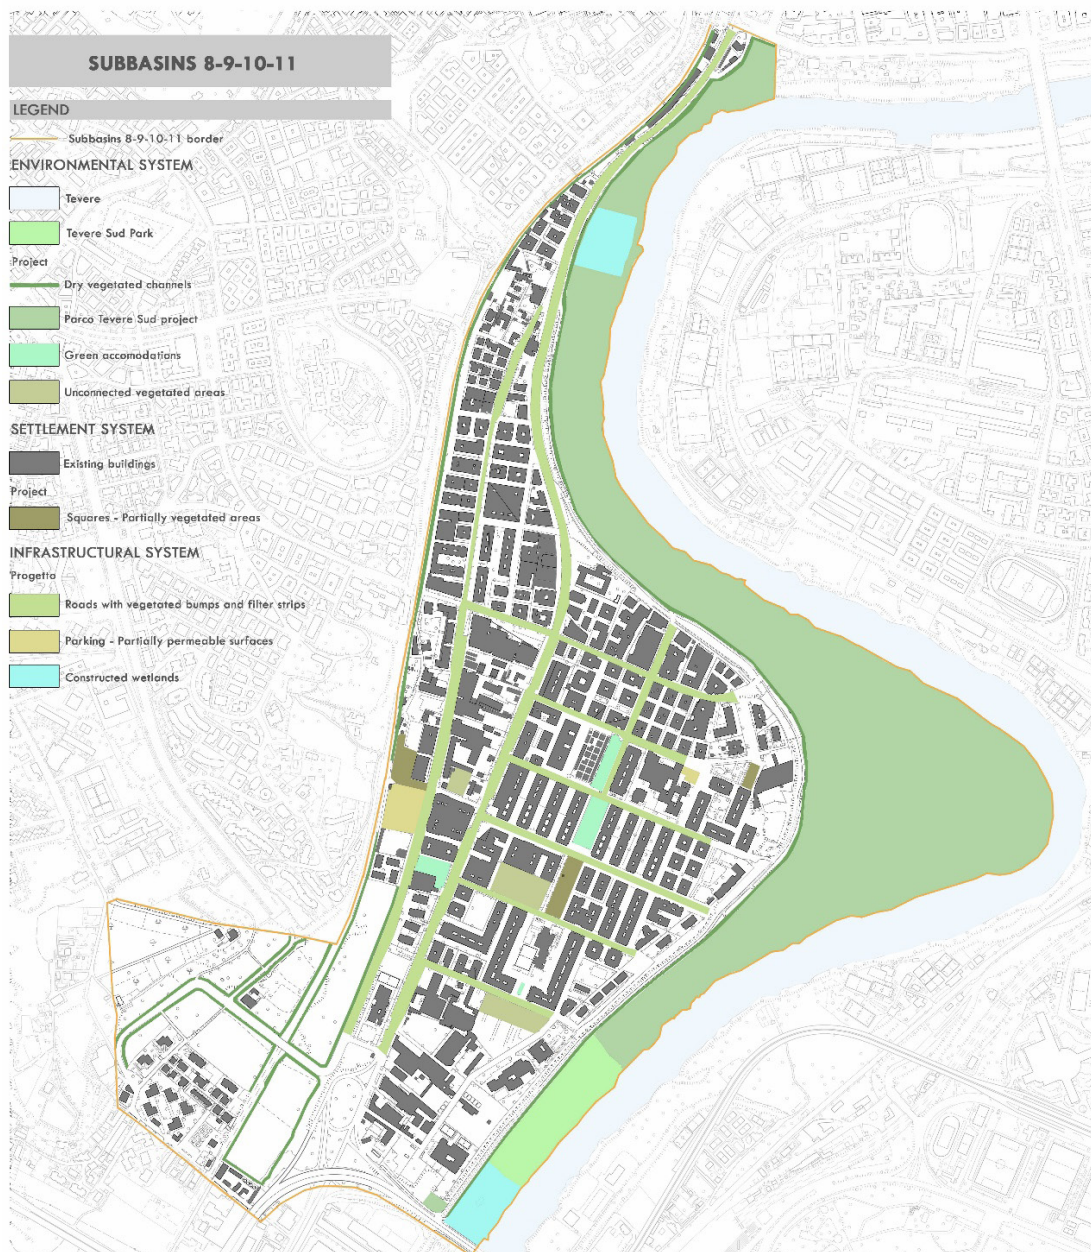 SUBBASINS 8-9-10-11
LEGEND
Subbasins 8-9-10-11 border
ENVIRONMENTAL SYSTEM
Tevere
Tevere Sud Park
Project
Dry vegetated channels
Parco Tevere Sud project
Green accomodations
Unconnected vegetated areas
SETTLEMENT SYSTEM
Existing buildings
Project
Squares - Partially vegetated areas
INFRASTRUCTURAL SYSTEM
Progetto
Roads with vegetated bumps and filter strips
Parking - Partially permeable surfaces
Constructed wetlands